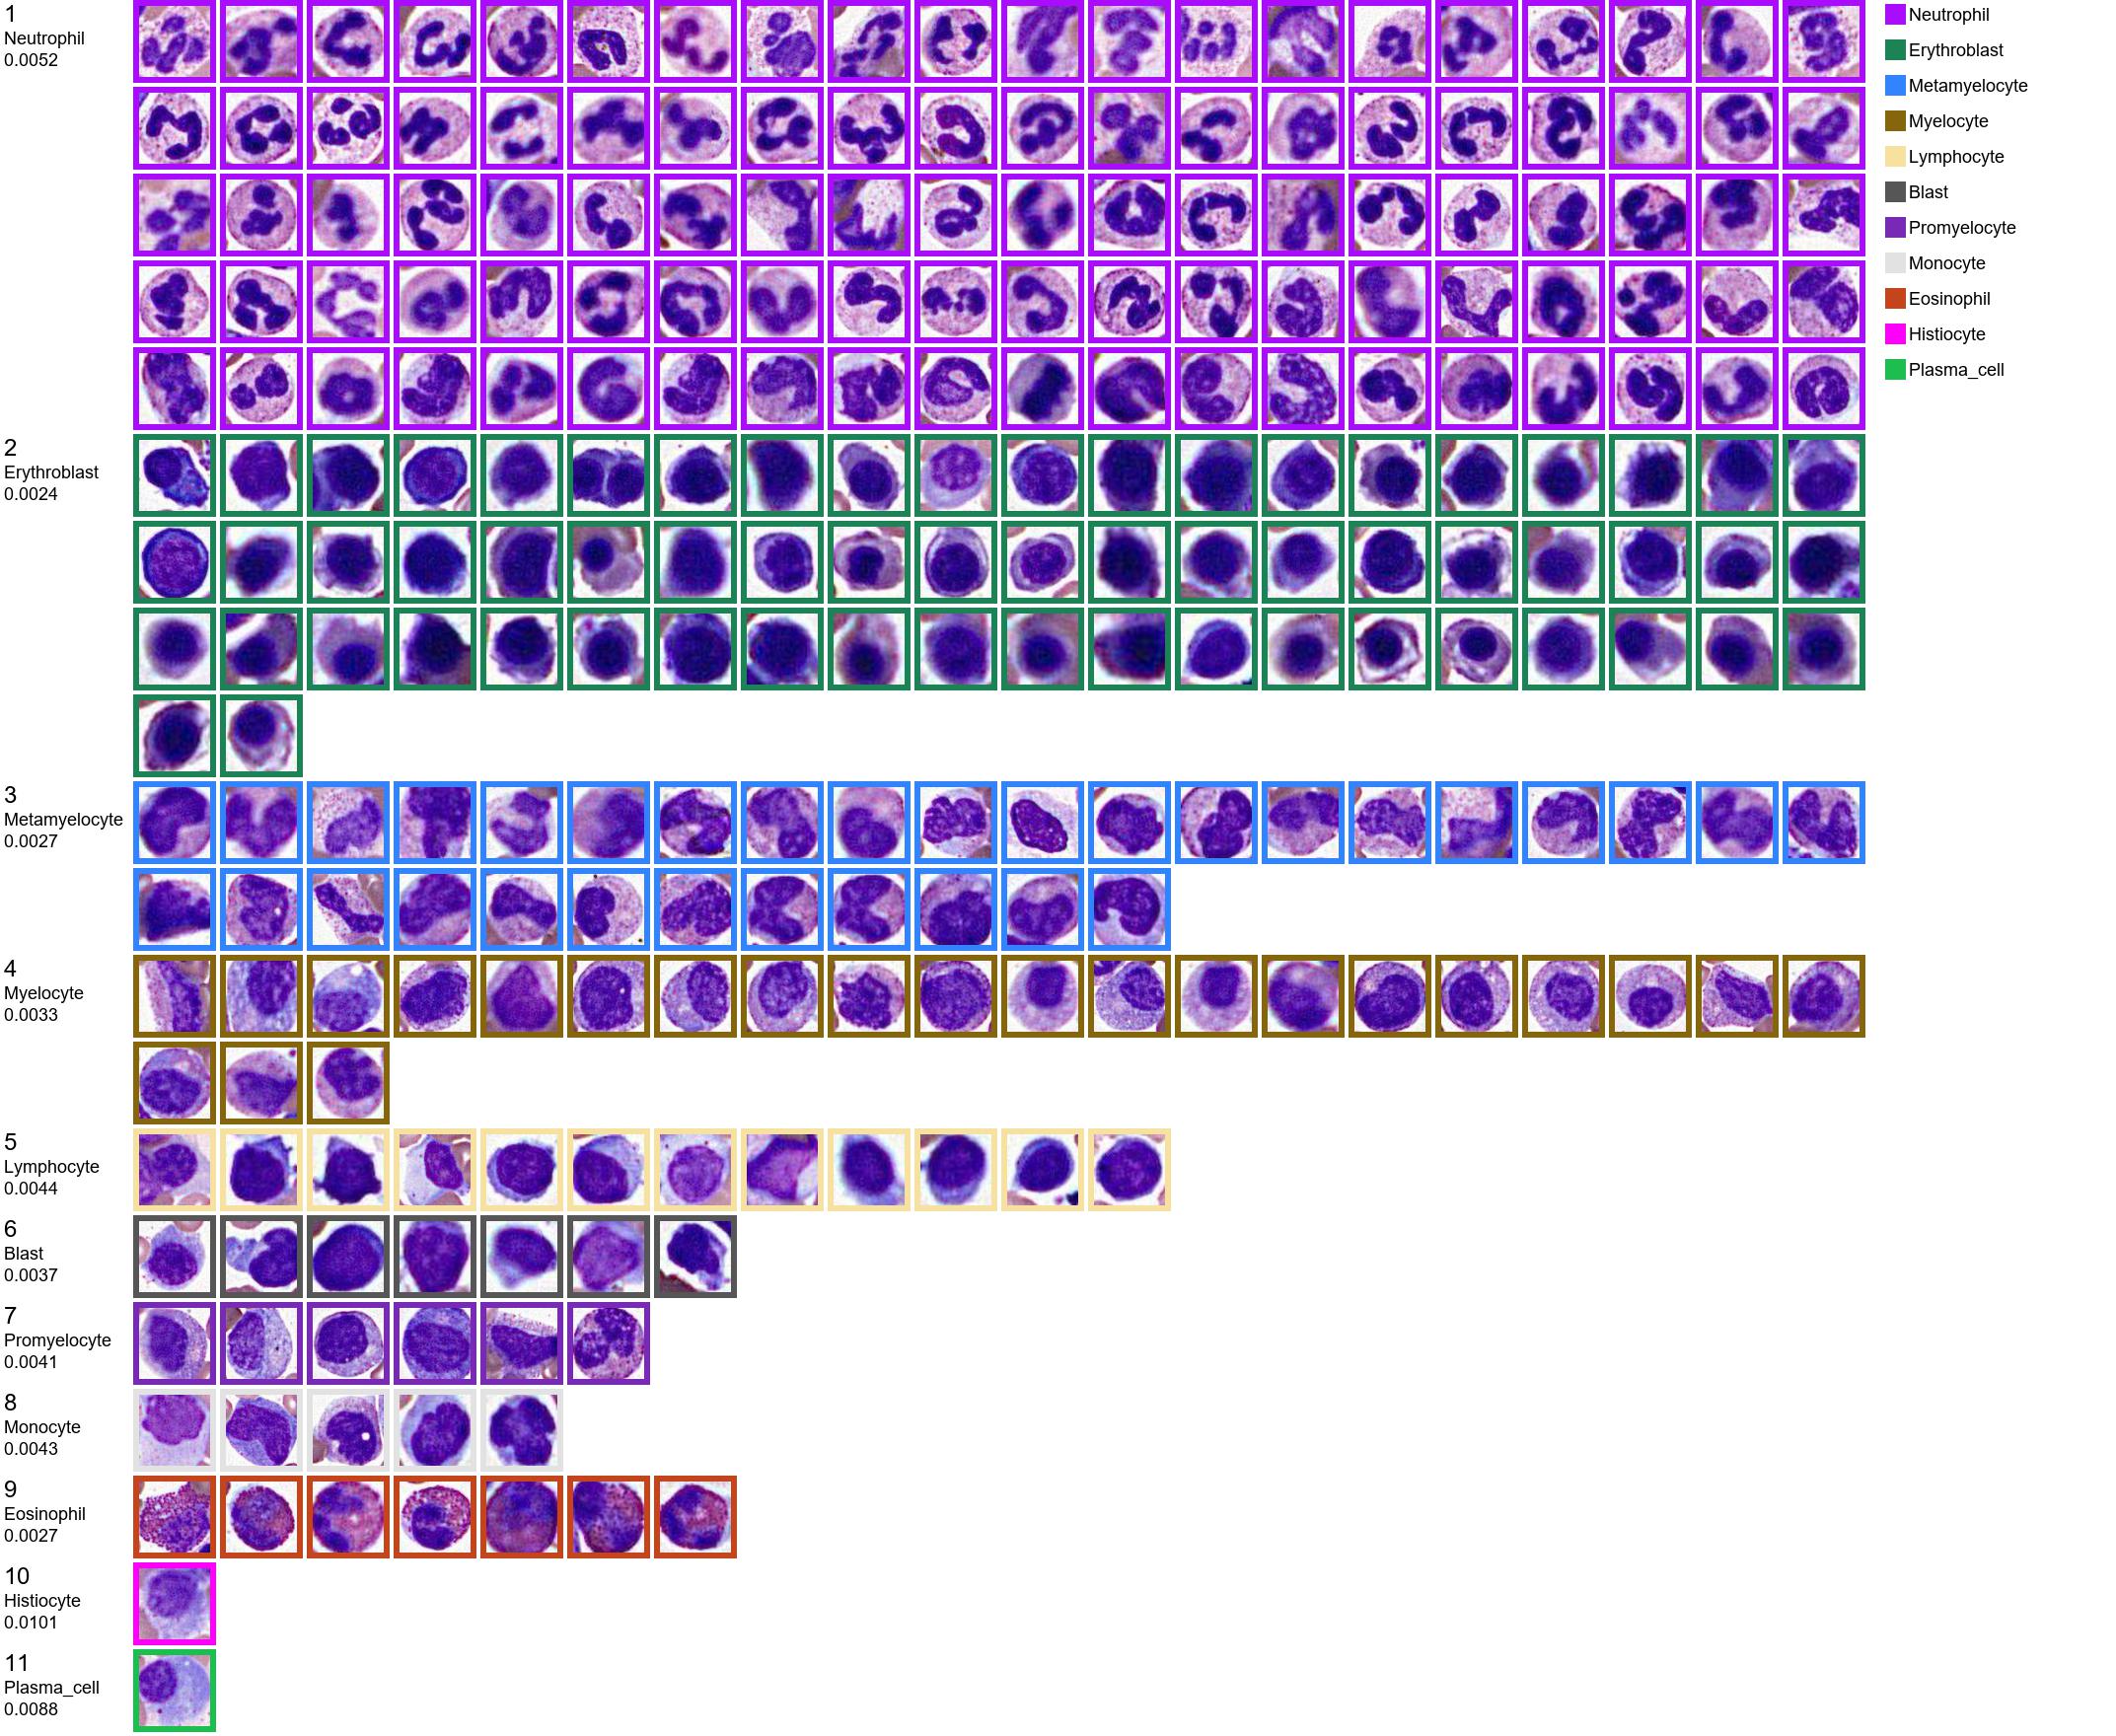 1
Neutrophil
0.0052
2
Erythroblast
0.0024
3
Metamyelocyte
0.0027
4
Myelocyte
0.0033
5
Lymphocyte
0.0044
6
Blast
0.0037
7
Promyelocyte
0.0041
8
Monocyte
0.0043
9
Eosinophil
0.0027
10
Histiocyte
0.0101
11
Plasma_cell
0.0088
Neutrophil
Erythroblast
Metamyelocyte
Myelocyte
Lymphocyte
Blast
Promyelocyte
Monocyte
Eosinophil
Histiocyte
Plasma_cell